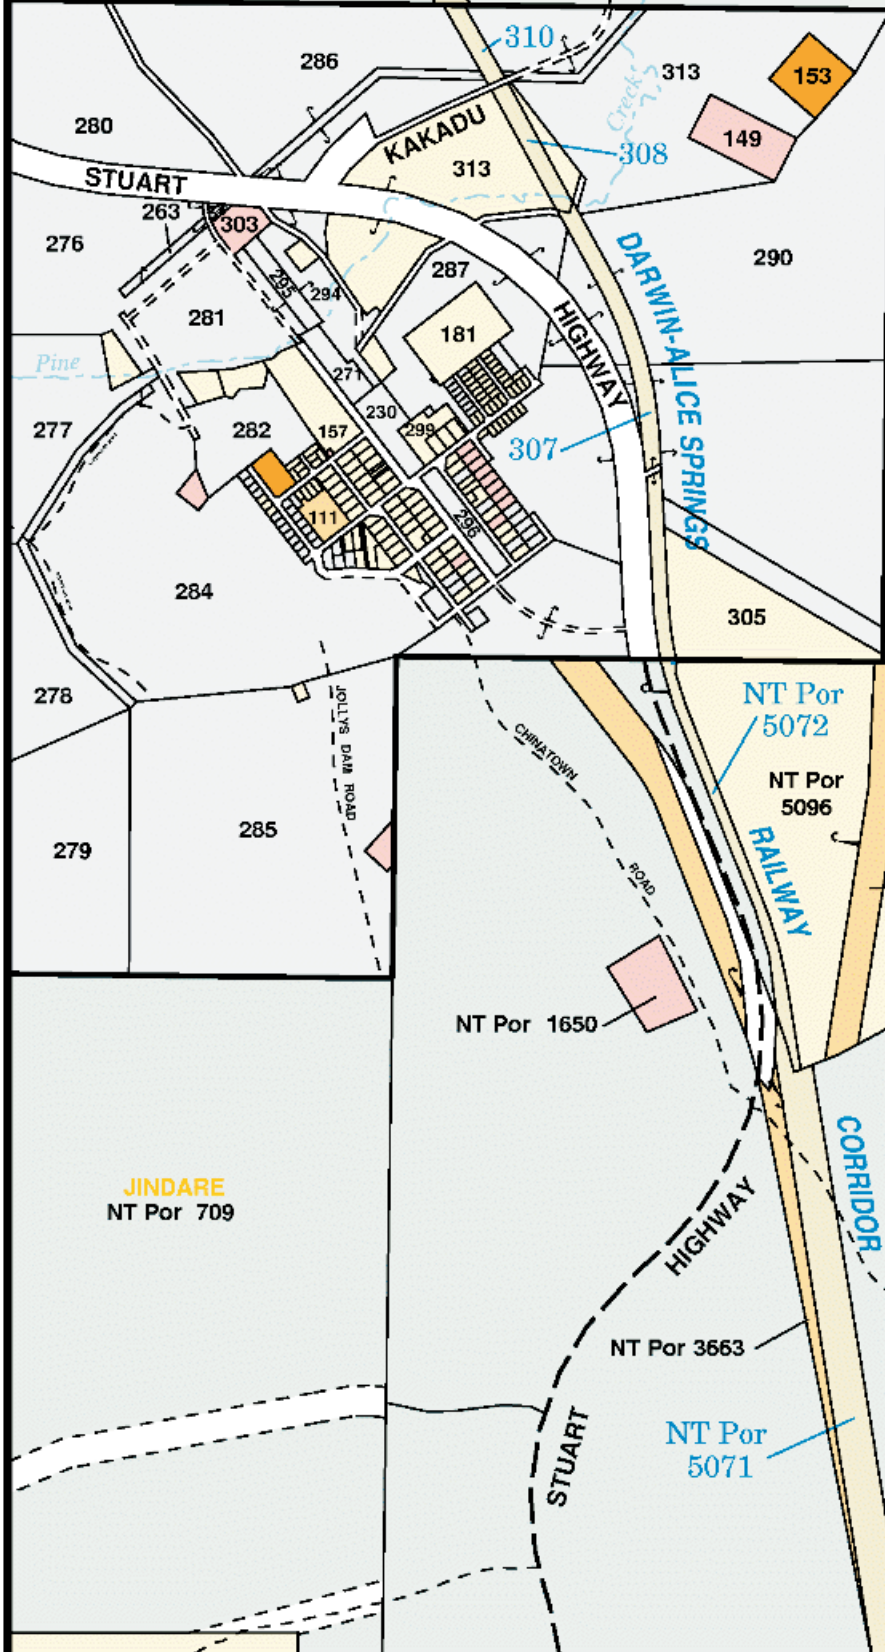 310
286
313
153
280
KAKADU
149
308
313
STUART
263
303
276
290
287
295
294
281
DARWIN-ALICE SPRINGS
HIGHWAY
181
Creek
Pine
271
230
277
282
157
299
307
111
296
284
305
278
NT Por
5072
JOLLYS DAM ROAD
CHINATOWN
NT Por
5096
279
285
RAILWAY
ROAD
NT Por 1650
CORRIDOR
JINDARE
NT Por 709
HIGHWAY
NT Por 3663
STUART
NT Por
5071